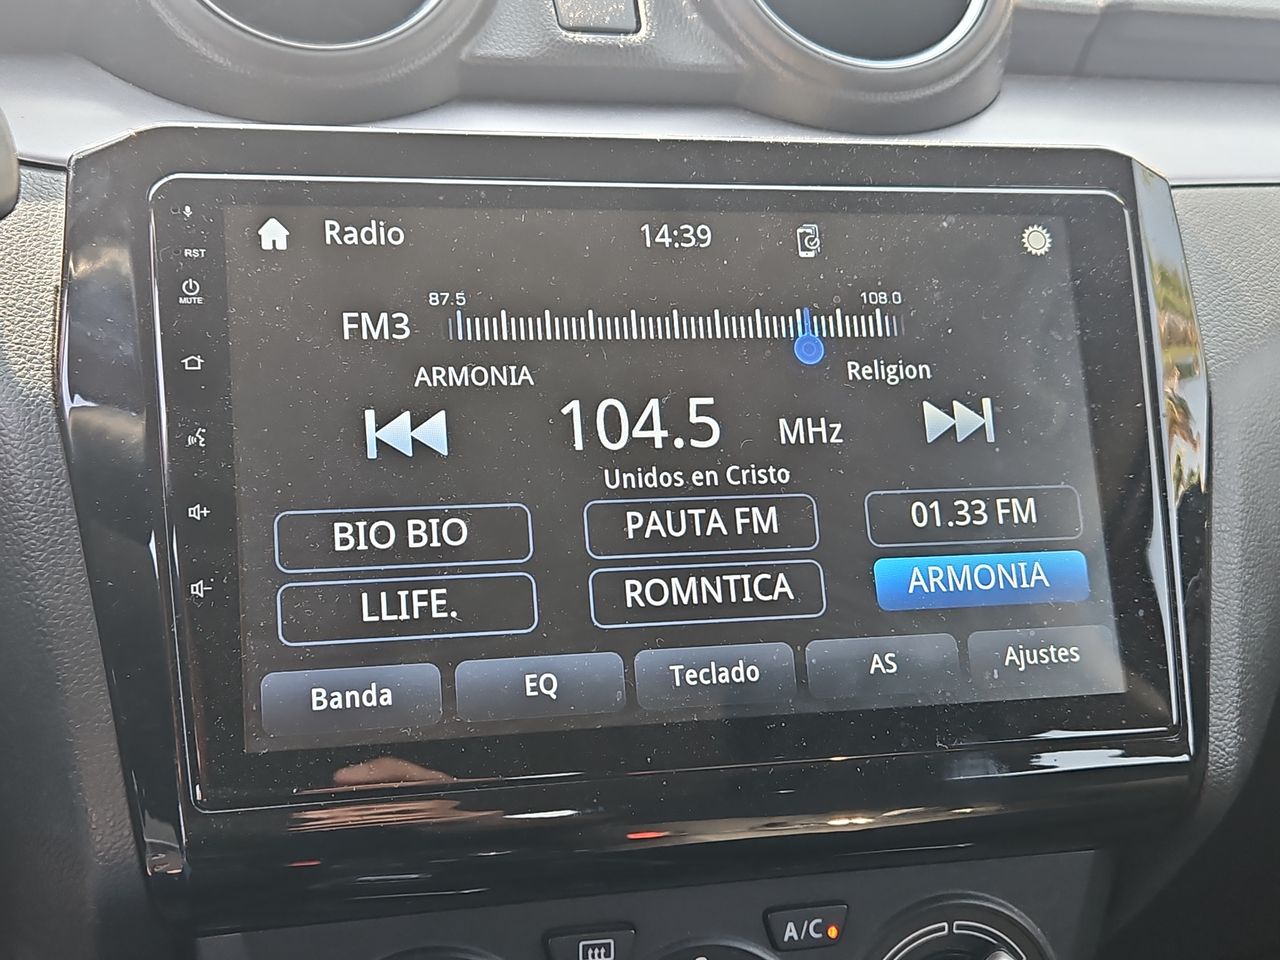 Radio
14:39
RST
MUTE
87.5
108.0
FM3
ARMONIA
Religion
104.5 MHz
Unidos en Cristo
BIO BIO
PAUTA FM
01.33 FM
LLIFE.
ROMNTICA
ARMONIA
Banda
EQ
Teclado
AS
Ajustes
A/C